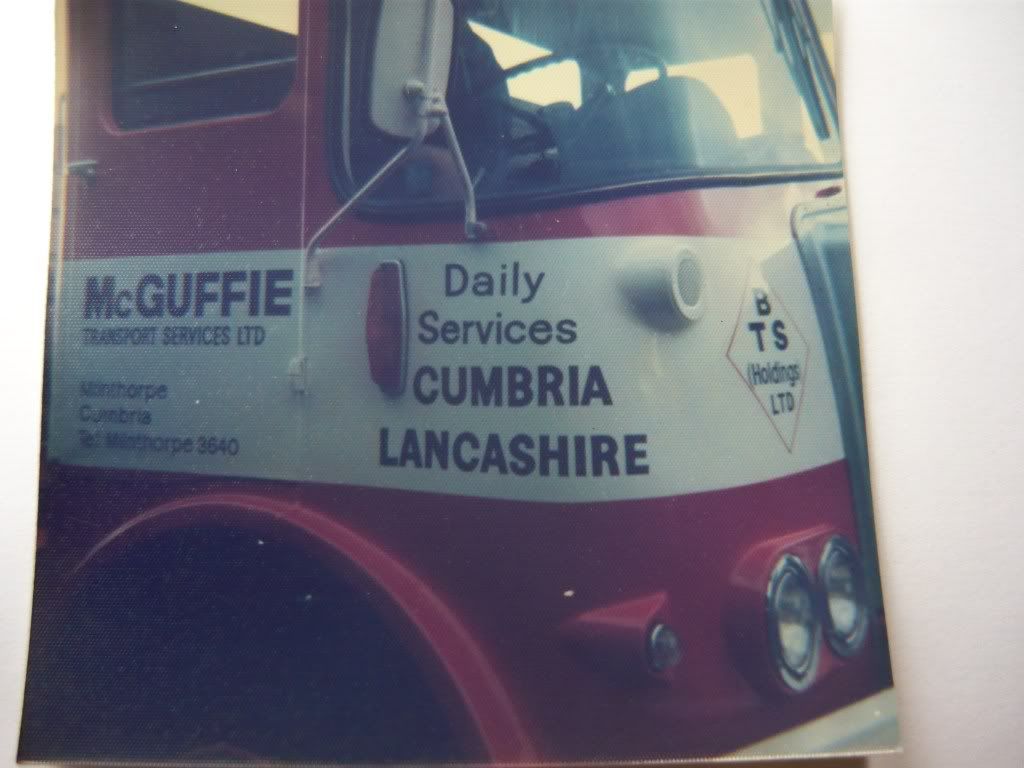 McGUFFIE
TRANSPORT SERVICES LTD
Milnthorpe
Cumbria
Tel Milnthorpe 3640
Daily
Services
CUMBRIA
LANCASHIRE
B
T S
(Holdings)
LTD